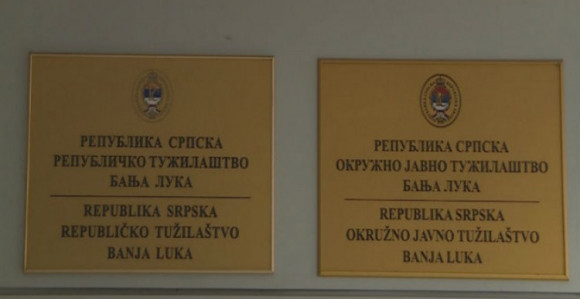 РЕПУБЛИКА СРПСКА
РЕПУБЛИЧКО ТУЖИЛАШТВО
БАЊА ЛУКА
REPUBLIKA SRPSKA
REPUBLIČKO TUŽILAŠTVO
BANJA LUKA
РЕПУБЛИКА СРПСКА
ОКРУЖНО ЈАВНО ТУЖИЛАШТВО
БАЊА ЛУКА
REPUBLIKA SRPSKA
OKRUŽNO JAVNO TUŽILAŠTVO
BANJA LUKA